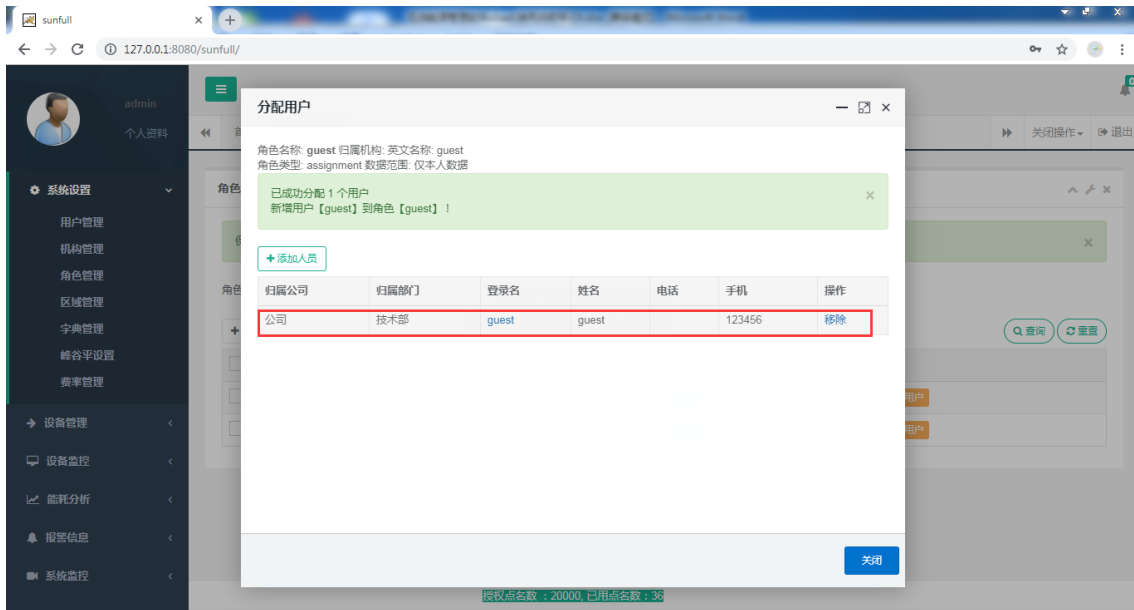 sunfull
127.0.0.1:8080/sunfull/
admin
个人资料
关闭操作
退出
系统设置
用户管理
机构管理
角色管理
区域管理
字典管理
峰谷平设置
费率管理
设备管理
设备监控
能耗分析
报警信息
系统监控
角色
角色
分配用户
角色名称: guest 归属机构: 英文名称: guest
角色类型: assignment 数据范围: 仅本人数据
已成功分配 1 个用户
新增用户【guest】到角色【guest】！
添加人员
归属公司 归属部门 登录名 姓名 电话 手机 操作
公司 技术部 guest guest 123456 移除
查询 重置
用户
用户
关闭
授权点名数 ：20000, 已用点名数：36